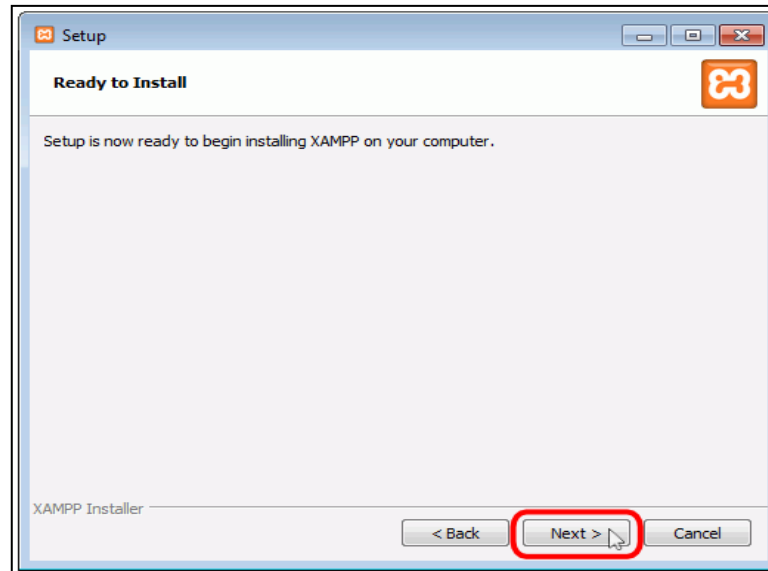 Setup
Ready to Install
Setup is now ready to begin installing XAMPP on your computer.
XAMPP Installer
< Back Next > Cancel